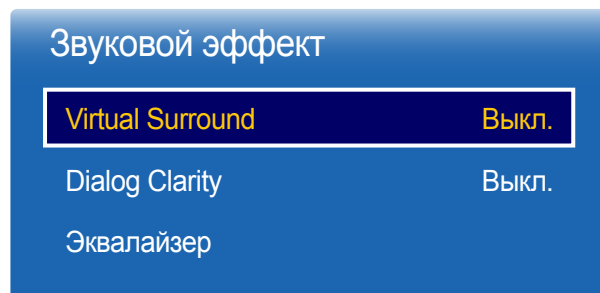 Звуковой эффект
Virtual Surround Выкл.
Dialog Clarity Выкл.
Эквалайзер